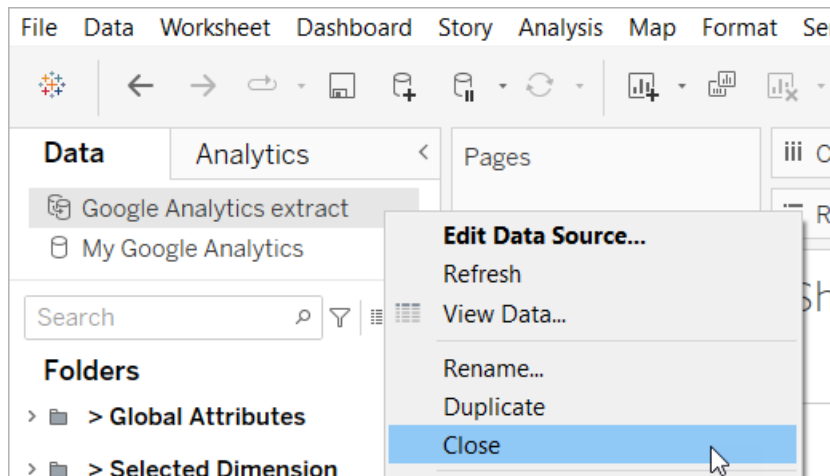 File Data Worksheet Dashboard Story Analysis Map Format
Data Analytics Pages
Google Analytics extract
My Google Analytics
Edit Data Source...
Refresh
View Data...
Search
Rename...
Folders
Duplicate
> Global Attributes
Close
> Selected Dimension